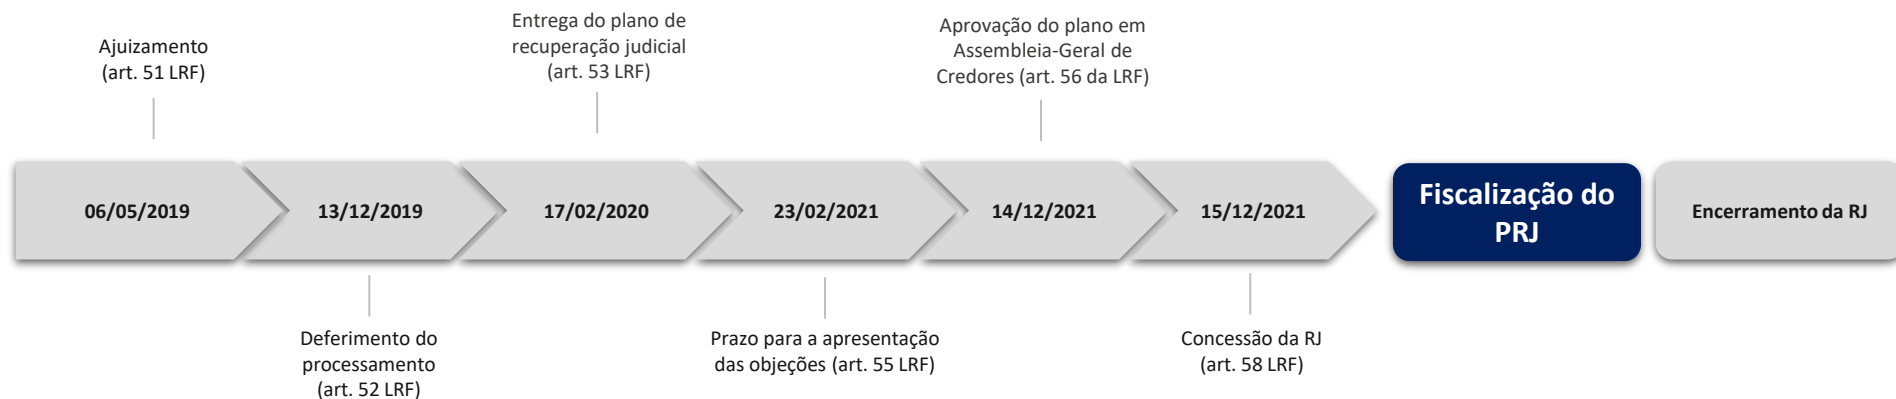 Ajuizamento
(art. 51 LRF)
Entrega do plano de
recuperação judicial
(art. 53 LRF)
Aprovação do plano em
Assembleia-Geral de
Credores (art. 56 da LRF)
06/05/2019
13/12/2019
17/02/2020
23/02/2021
14/12/2021
15/12/2021
Fiscalização do
PRJ
Encerramento da RJ
Deferimento do
processamento
(art. 52 LRF)
Prazo para a apresentação
das objeções (art. 55 LRF)
Concessão da RJ
(art. 58 LRF)